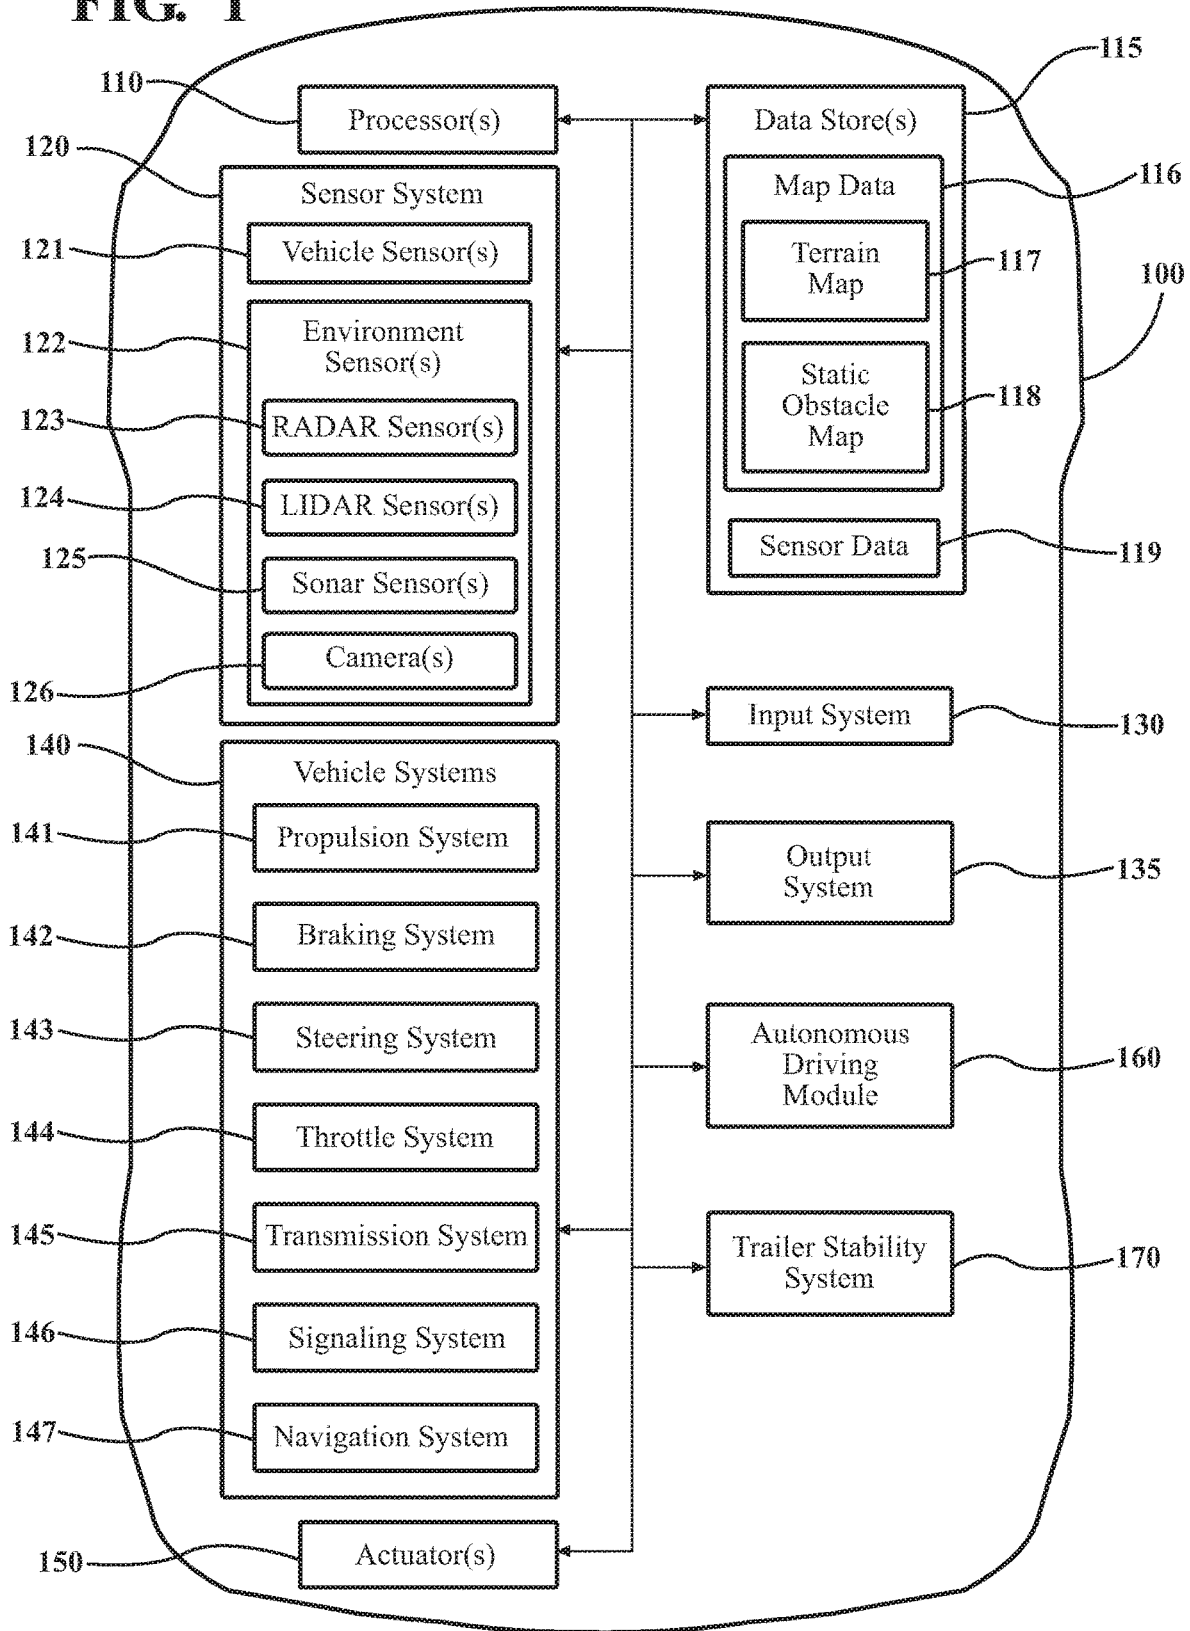 FIG. 1
110
Processor(s)
120
Sensor System
121
Vehicle Sensor(s)
122
Environment
Sensor(s)
123
RADAR Sensor(s)
124
LIDAR Sensor(s)
125
Sonar Sensor(s)
126
Camera(s)
140
Vehicle Systems
141
Propulsion System
142
Braking System
143
Steering System
144
Throttle System
145
Transmission System
146
Signaling System
147
Navigation System
150
Actuator(s)
115
Data Store(s)
116
Map Data
Terrain
Map
117
100
Static
Obstacle
Map
118
Sensor Data
119
Input System
130
Output
System
135
Autonomous
Driving
Module
160
Trailer Stability
System
170